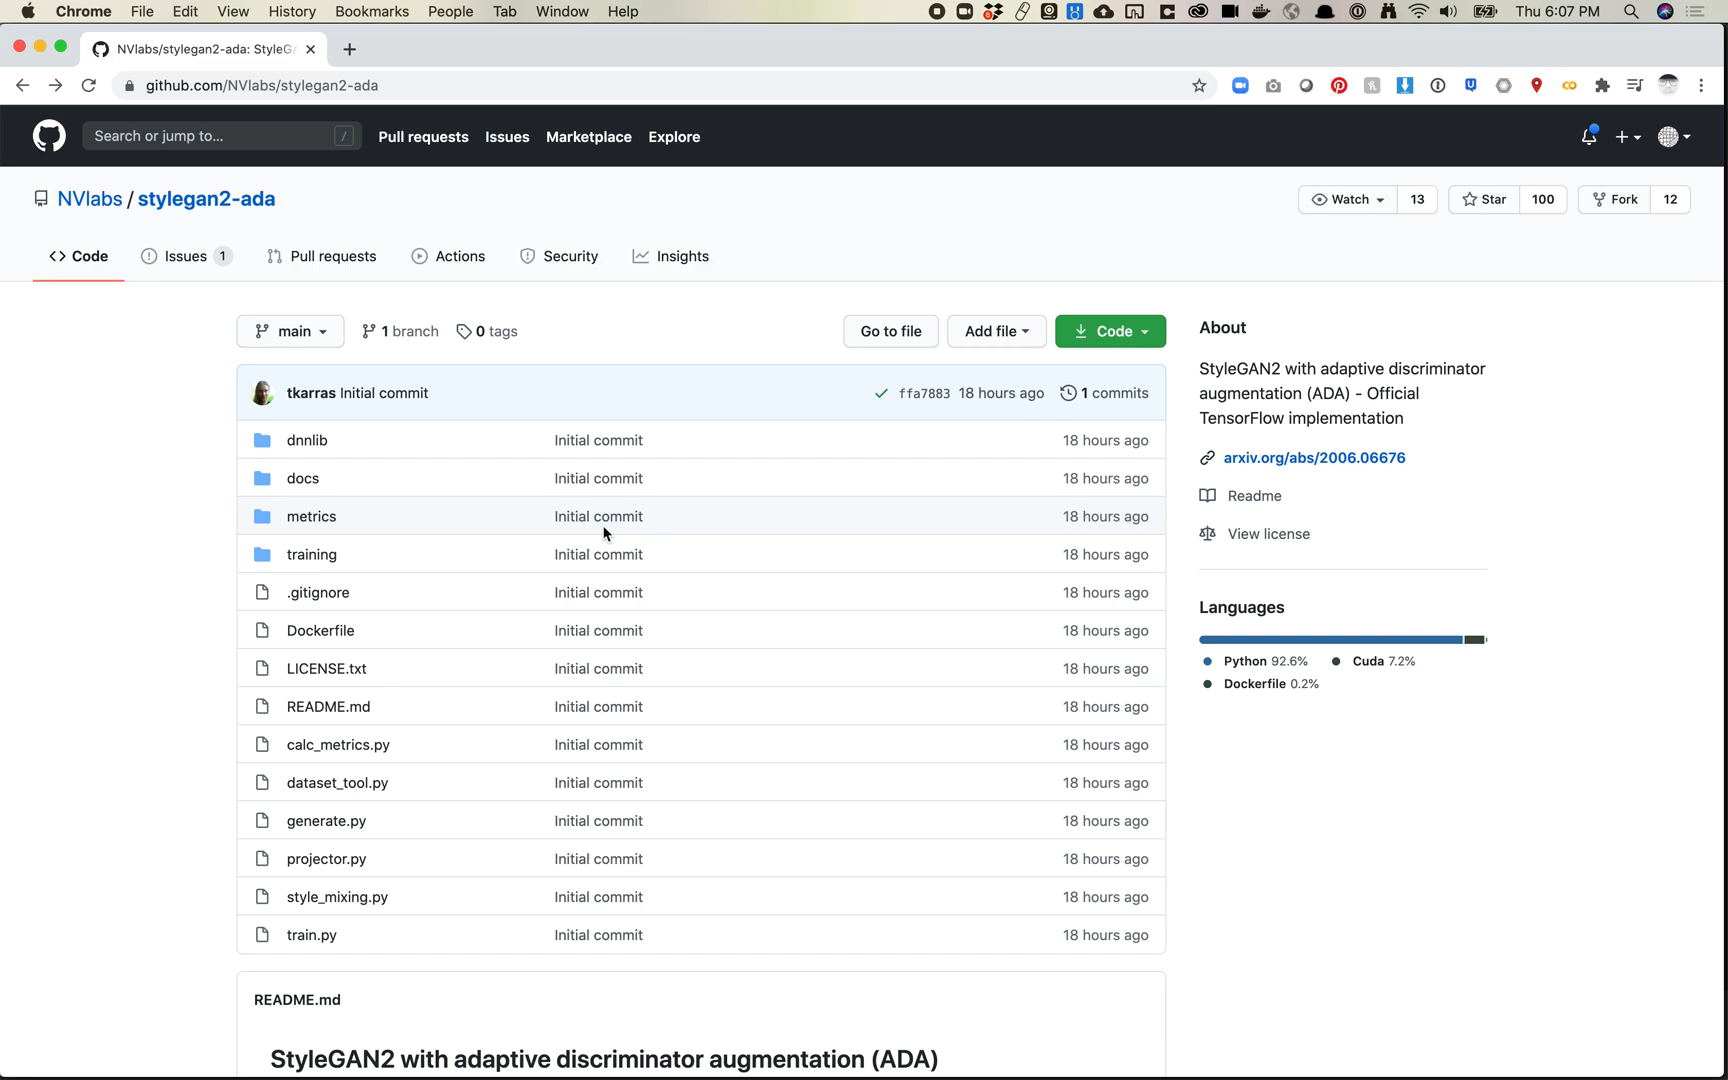 Chrome File Edit View History Bookmarks People Tab Window Help Thu 6:07 PM
NVlabs/stylegan2-ada: StyleGA
github.com/NVlabs/stylegan2-ada
Search or jump to... / Pull requests Issues Marketplace Explore
NVlabs / stylegan2-ada Watch 13 Star 100 Fork 12
Code Issues 1 Pull requests Actions Security Insights
main 1 branch 0 tags Go to file Add file Code
tkarras Initial commit ffa7883 18 hours ago 1 commits
dnnlib Initial commit 18 hours ago
docs Initial commit 18 hours ago
metrics Initial commit 18 hours ago
training Initial commit 18 hours ago
.gitignore Initial commit 18 hours ago
Dockerfile Initial commit 18 hours ago
LICENSE.txt Initial commit 18 hours ago
README.md Initial commit 18 hours ago
calc_metrics.py Initial commit 18 hours ago
dataset_tool.py Initial commit 18 hours ago
generate.py Initial commit 18 hours ago
projector.py Initial commit 18 hours ago
style_mixing.py Initial commit 18 hours ago
train.py Initial commit 18 hours ago
README.md
StyleGAN2 with adaptive discriminator augmentation (ADA)
About
StyleGAN2 with adaptive discriminator
augmentation (ADA) - Official
TensorFlow implementation
arxiv.org/abs/2006.06676
Readme
View license
Languages
Python 92.6% Cuda 7.2%
Dockerfile 0.2%